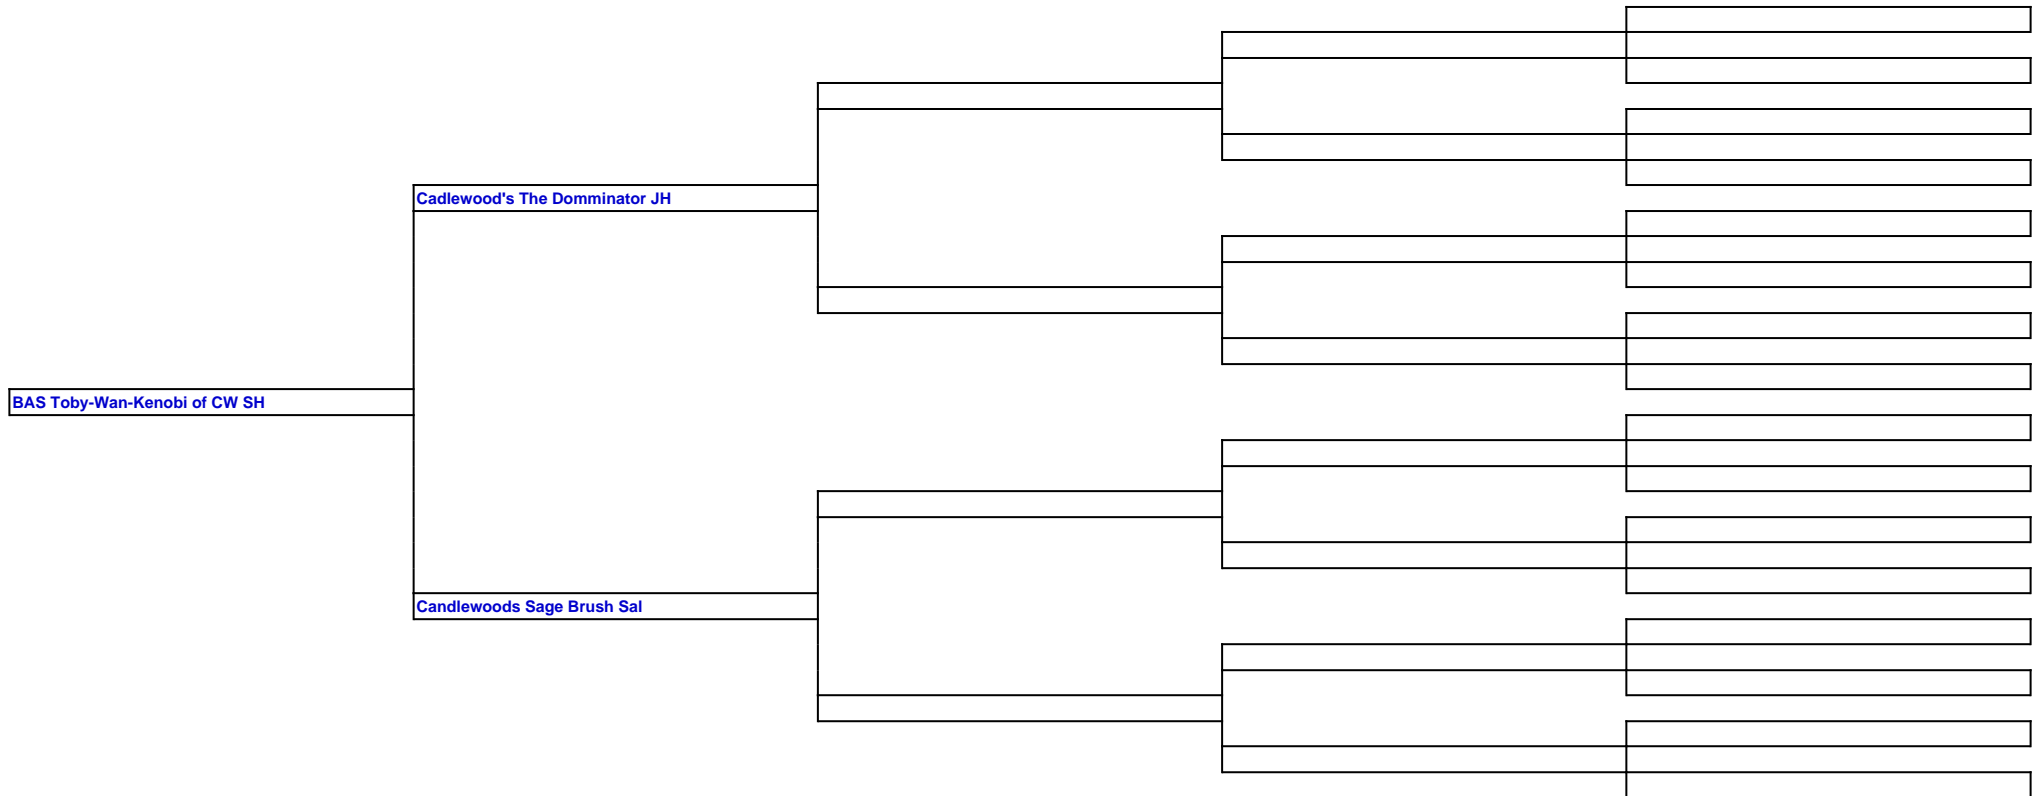 Cadlewood's The Domminator JH
BAS Toby-Wan-Kenobi of CW SH
Candlewoods Sage Brush Sal